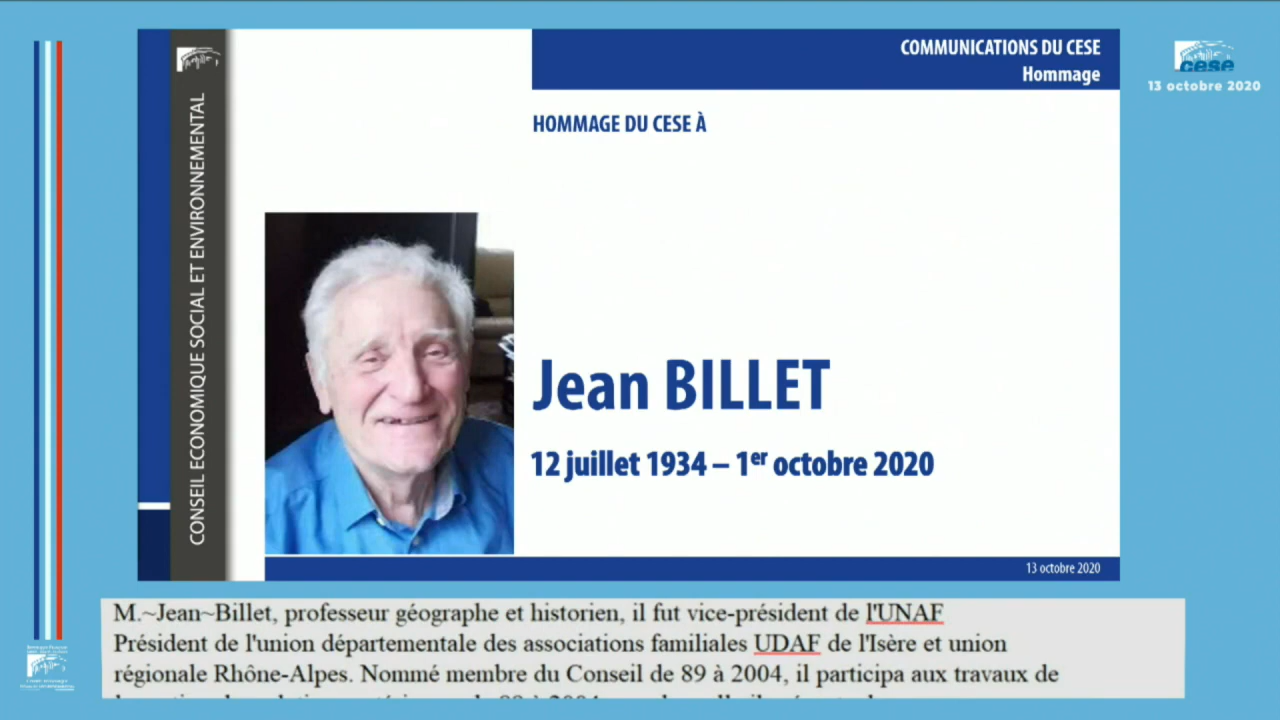 COMMUNICATIONS DU CESE
Hommage
cese
13 octobre 2020
CONSEIL ECONOMIQUE SOCIAL ET ENVIRONNEMENTAL
HOMMAGE DU CESE À
Jean BILLET
12 juillet 1934 – 1er octobre 2020
13 octobre 2020
M.~Jean~Billet, professeur géographe et historien, il fut vice-président de l'UNAF
Président de l'union départementale des associations familiales UDAF de l'Isère et union
régionale Rhône-Alpes. Nommé membre du Conseil de 89 à 2004, il participa aux travaux de